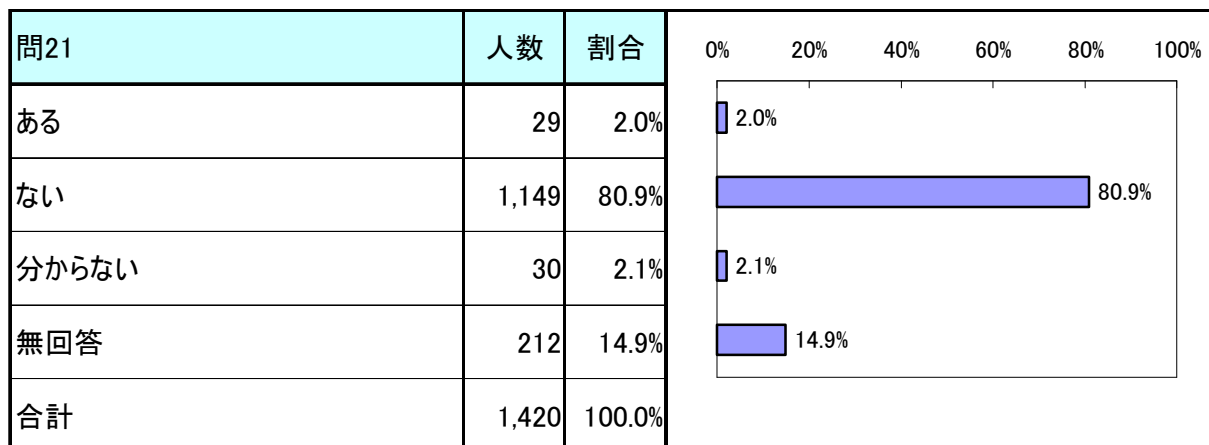 問21 人数 割合
ある 29 2.0%
ない 1,149 80.9%
分からない 30 2.1%
無回答 212 14.9%
合計 1,420 100.0%
0% 20% 40% 60% 80% 100%
2.0%
80.9%
2.1%
14.9%